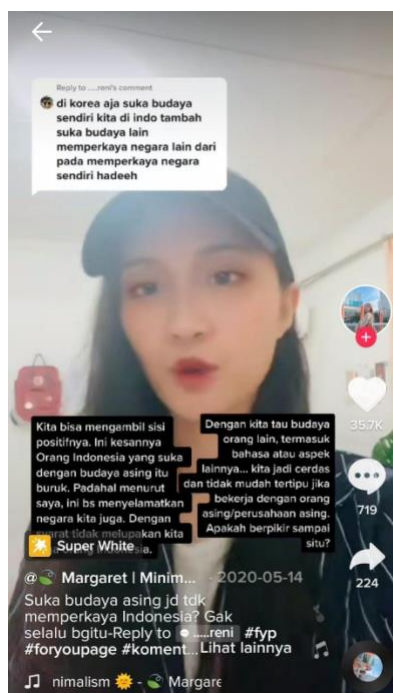 Reply to ....reni's comment
di korea aja suka budaya
sendiri kita di indo tambah
suka budaya lain
memperkaya negara lain dari
pada memperkaya negara
sendiri hadeeh
Kita bisa mengambil sisi
positifnya. Ini kesannya
Orang Indonesia yang suka
dengan budaya asing itu
buruk. Padahal menurut
saya, ini bs menyelamatkan
negara kita juga. Dengan
syarat tidak melupakan kita
Dengan kita tau budaya
orang lain, termasuk
bahasa atau aspek
lainnya... kita jadi cerdas
dan tidak mudah tertipu jika
bekerja dengan orang
asing/perusahaan asing.
Apakah berpikir sampai
situ?
35.7K
719
224
Super White
@🍃 Margaret | Minim... · 2020-05-14
Suka budaya asing jd tdk
memperkaya Indonesia? Gak
selalu bgitu-Reply to .....reni #fyp
#foryoupage #koment... Lihat lainnya
nimalism 🌞 - 🍃 Margare